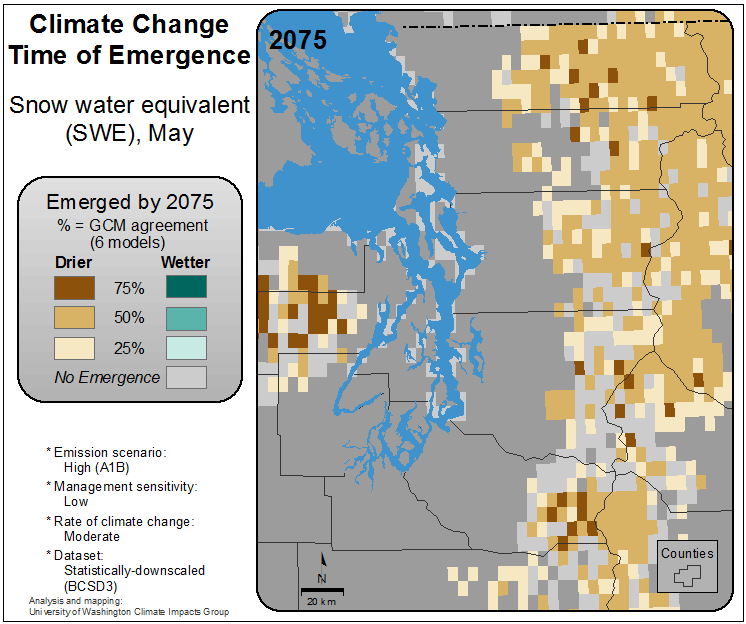 Climate Change
Time of Emergence
Snow water equivalent
(SWE), May
Emerged by 2075
% = GCM agreement
(6 models)
Drier Wetter
75%
50%
25%
No Emergence
* Emission scenario:
High (A1B)
* Management sensitivity:
Low
* Rate of climate change:
Moderate
* Dataset:
Statistically-downscaled
(BCSD3)
Analysis and mapping:
University of Washington Climate Impacts Group
2075
N
20 km
Counties